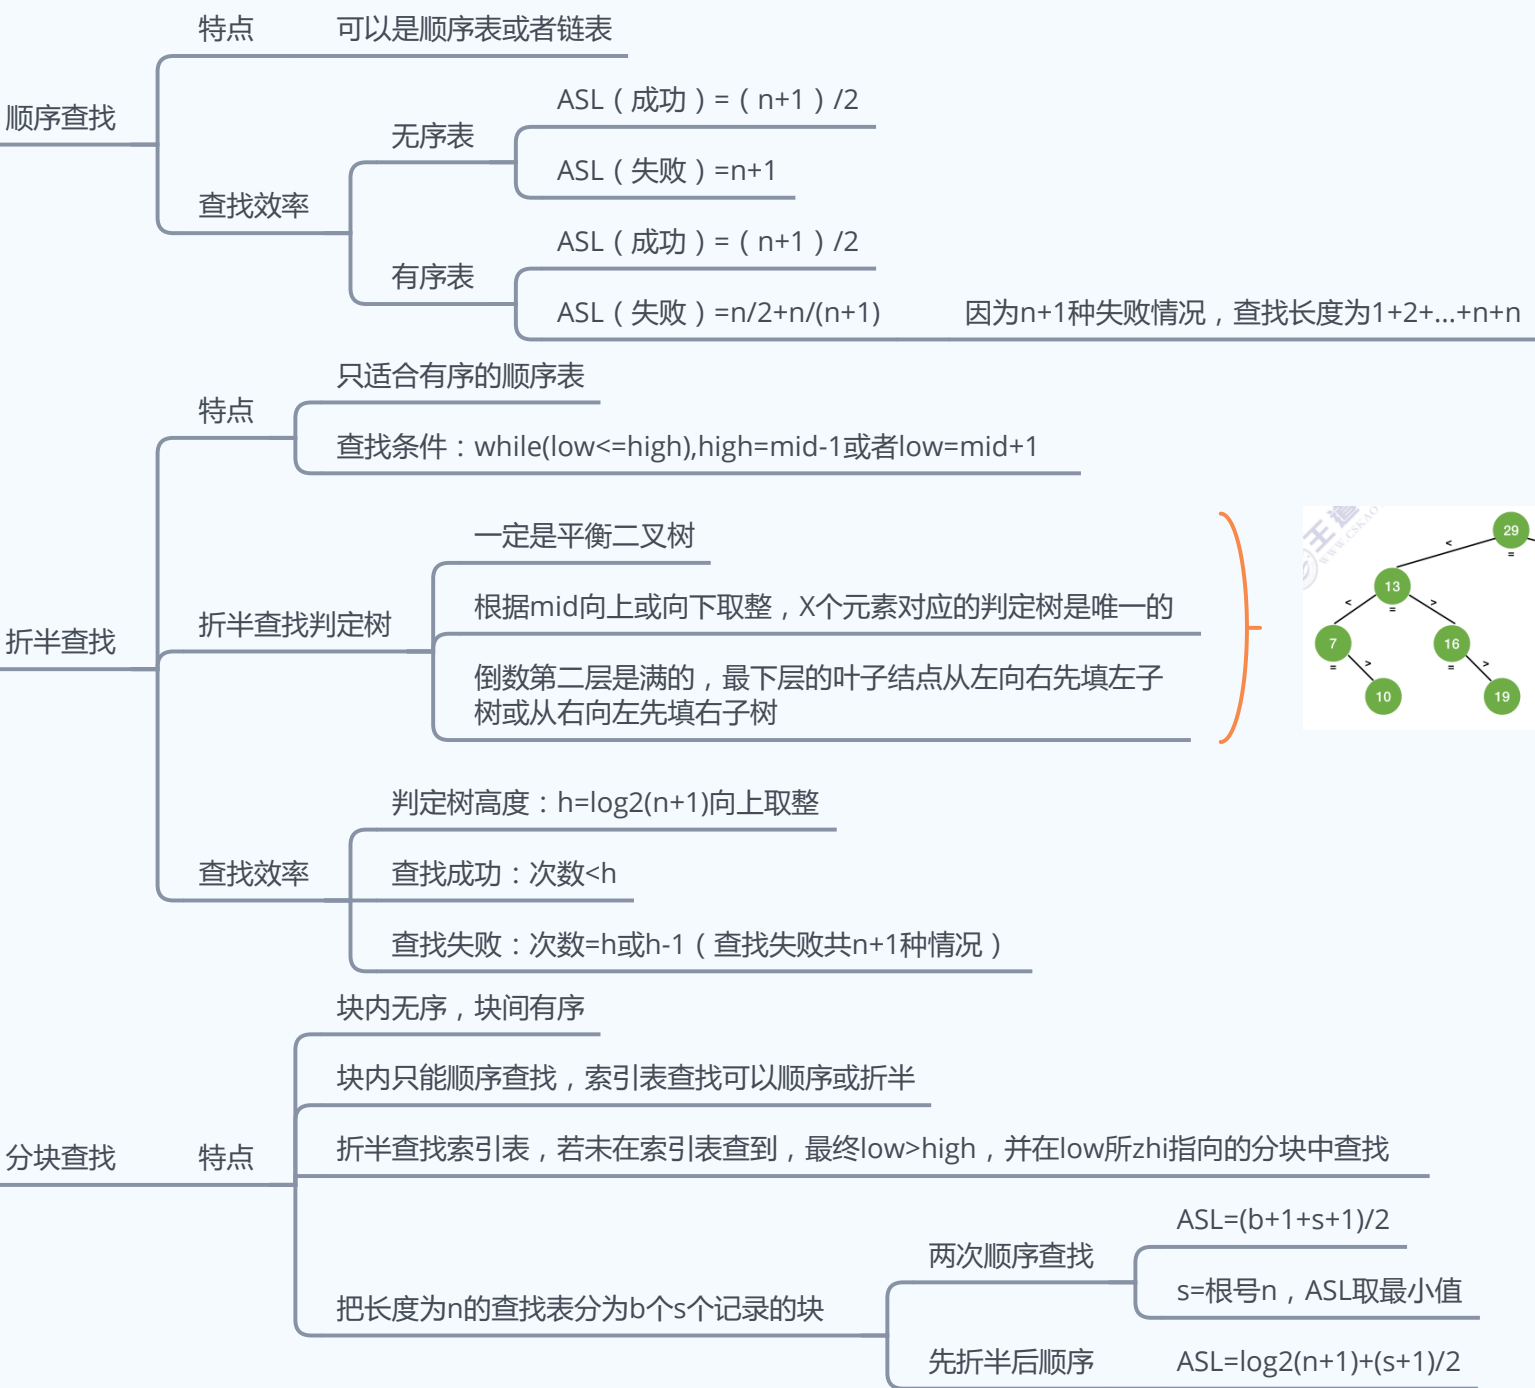 顺序查找
特点
可以是顺序表或者链表
查找效率
无序表
ASL（成功）=（n+1）/2
ASL（失败）=n+1
有序表
ASL（成功）=（n+1）/2
ASL（失败）=n/2+n/(n+1)
因为n+1种失败情况，查找长度为1+2+...+n+n
折半查找
特点
只适合有序的顺序表
查找条件：while(low<=high),high=mid-1或者low=mid+1
折半查找判定树
一定是平衡二叉树
根据mid向上或向下取整，X个元素对应的判定树是唯一的
倒数第二层是满的，最下层的叶子结点从左向右先填左子
树或从右向左先填右子树
王道
29
<
=
13
<
=
>
7
=
>
16
=
>
10
19
查找效率
判定树高度：h=log2(n+1)向上取整
查找成功：次数<h
查找失败：次数=h或h-1（查找失败共n+1种情况）
分块查找
特点
块内无序，块间有序
块内只能顺序查找，索引表查找可以顺序或折半
折半查找索引表，若未在索引表查到，最终low>high，并在low所zhi指向的分块中查找
把长度为n的查找表分为b个s个记录的块
两次顺序查找
ASL=(b+1+s+1)/2
s=根号n，ASL取最小值
先折半后顺序
ASL=log2(n+1)+(s+1)/2